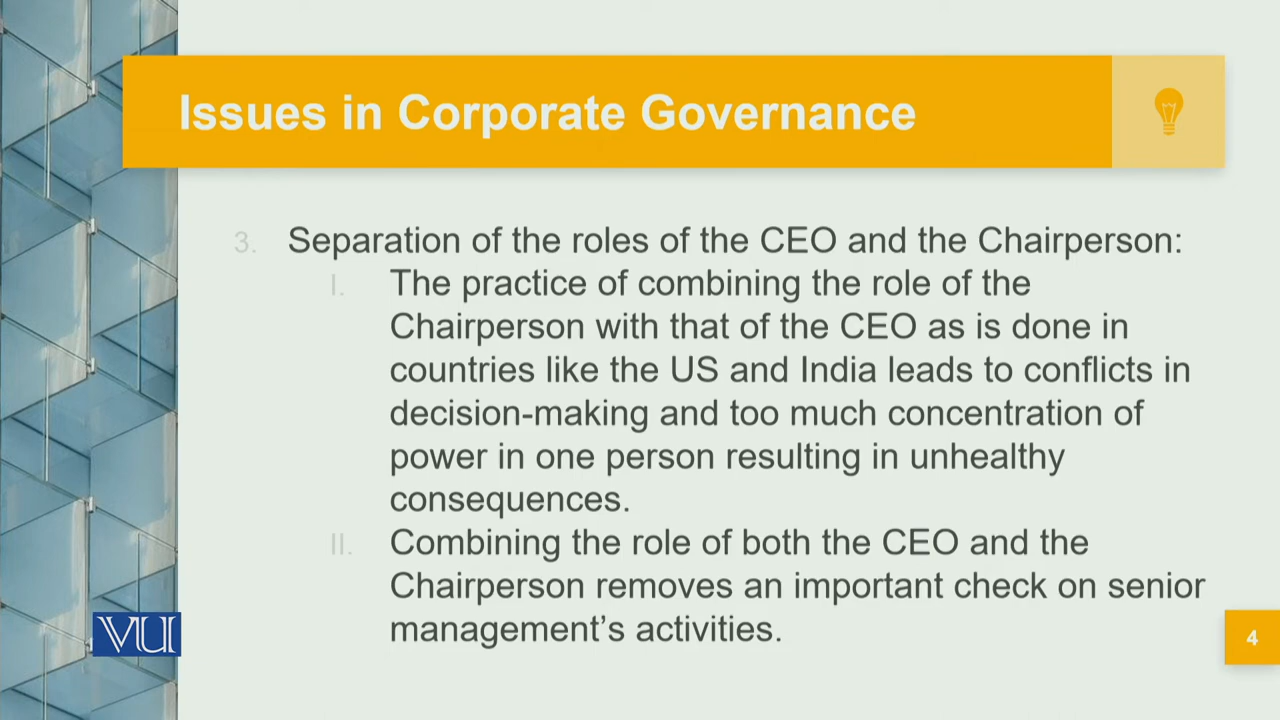 Issues in Corporate Governance
3. Separation of the roles of the CEO and the Chairperson:
I. The practice of combining the role of the
Chairperson with that of the CEO as is done in
countries like the US and India leads to conflicts in
decision-making and too much concentration of
power in one person resulting in unhealthy
consequences.
II. Combining the role of both the CEO and the
Chairperson removes an important check on senior
management’s activities.
VU
4